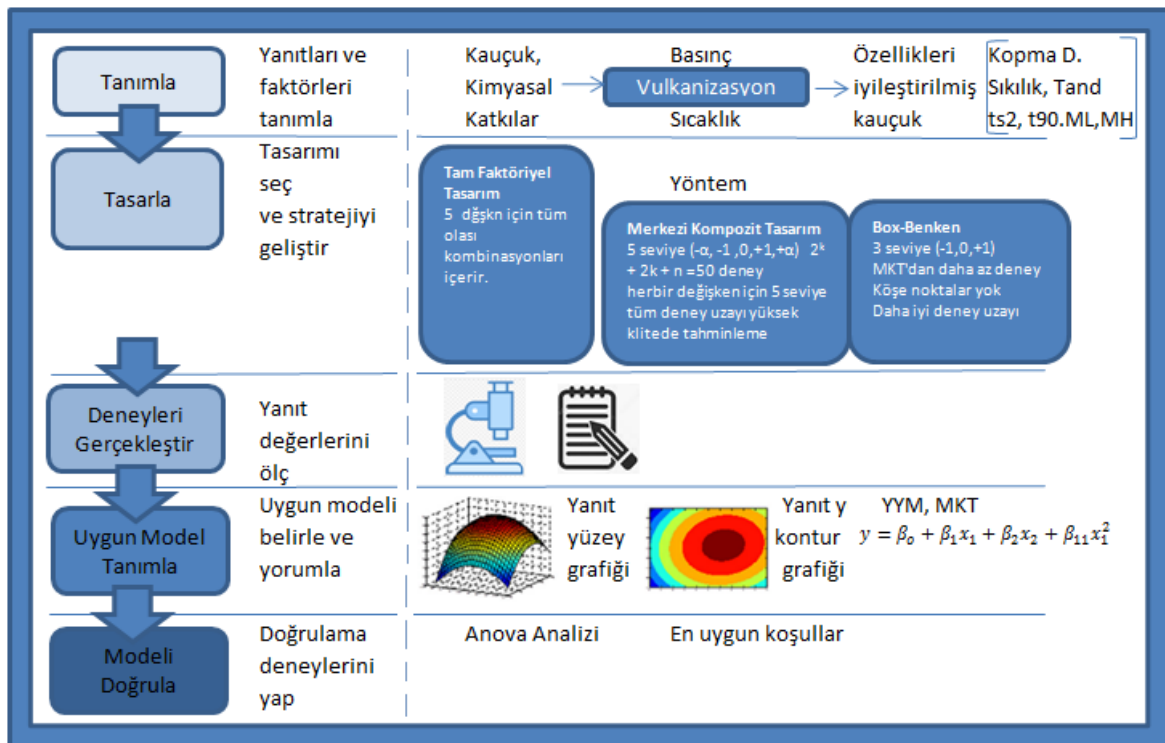 Tanımla
Yanıtları ve
faktörleri
tanımla
Kauçuk,
Kimyasal
Katkılar
Basınç
Vulkanizasyon
Sıcaklık
Özellikleri
iyileştirilmiş
kauçuk
Kopma D.
Sıkılık, Tand
ts2, t90.ML,MH
Tasarla
Tasarımı
seç
ve stratejiyi
geliştir
Tam Faktöriyel
Tasarım
5 dğşkn için tüm
olası
kombinasyonları
içerir.
Yöntem
Merkezi Kompozit Tasarım
5 seviye (-α, -1 ,0,+1,+α) 2ᵏ
+ 2k + n =50 deney
herbir değişken için 5 seviye
tüm deney uzayı yüksek
klitede tahminleme
Box-Benken
3 seviye (-1,0,+1)
MKT'dan daha az deney
Köşe noktalar yok
Daha iyi deney uzayı
Deneyleri
Gerçekleştir
Yanıt
değerlerini
ölç
Uygun Model
Tanımla
Uygun modeli
belirle ve
yorumla
Yanıt
yüzey
grafiği
Yanıt y
kontur
grafiği
YYM, MKT
y = β₀ + β₁x₁ + β₂x₂ + β₁₁x₁²
Modeli
Doğrula
Doğrulama
deneylerini
yap
Anova Analizi
En uygun koşullar